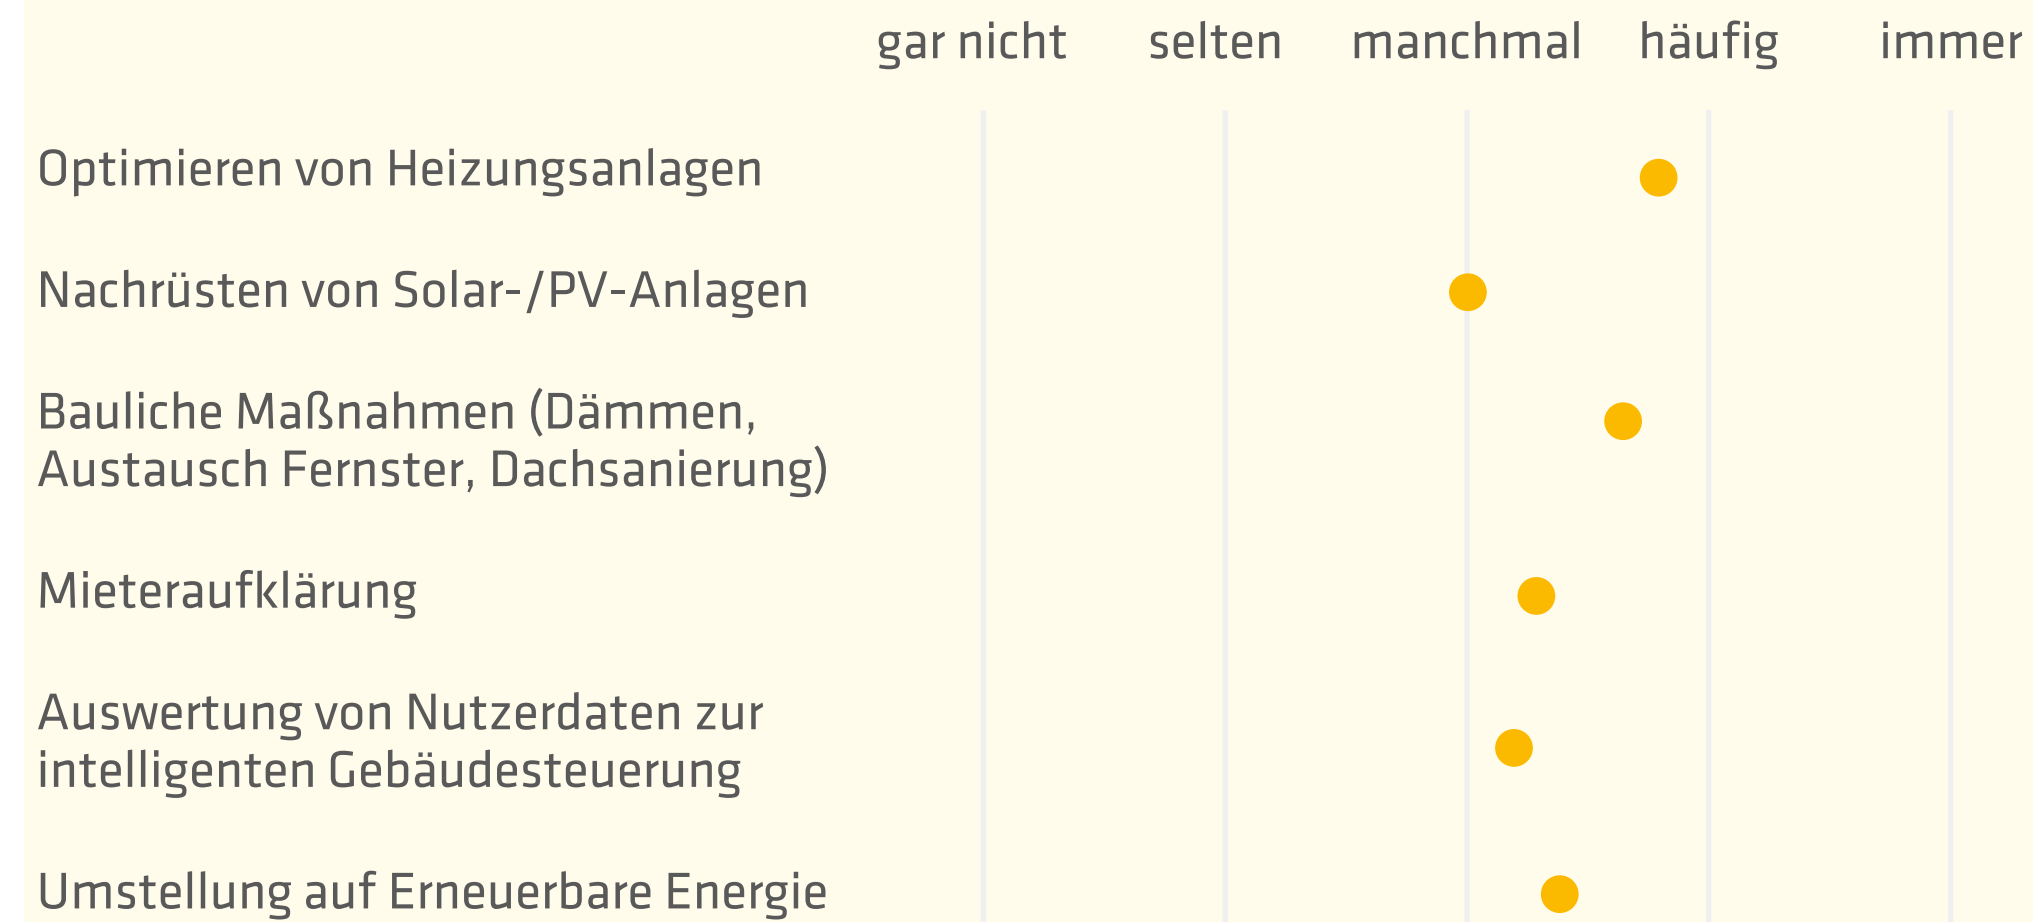 gar nicht selten manchmal häufig immer
Optimieren von Heizungsanlagen
Nachrüsten von Solar-/PV-Anlagen
Bauliche Maßnahmen (Dämmen,
Austausch Fernster, Dachsanierung)
Mieteraufklärung
Auswertung von Nutzerdaten zur
intelligenten Gebäudesteuerung
Umstellung auf Erneuerbare Energie